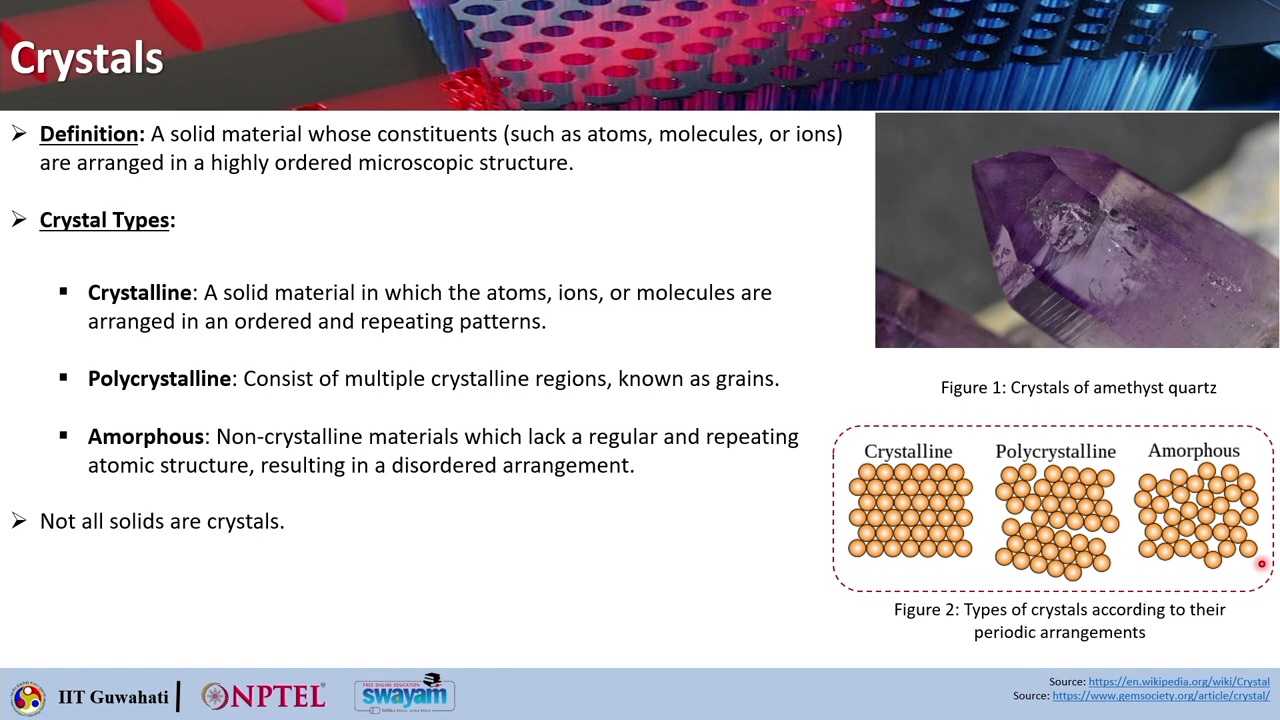 Crystals
➢ Definition: A solid material whose constituents (such as atoms, molecules, or ions)
are arranged in a highly ordered microscopic structure.
➢ Crystal Types:
▪ Crystalline: A solid material in which the atoms, ions, or molecules are
arranged in an ordered and repeating patterns.
▪ Polycrystalline: Consist of multiple crystalline regions, known as grains.
▪ Amorphous: Non-crystalline materials which lack a regular and repeating
atomic structure, resulting in a disordered arrangement.
➢ Not all solids are crystals.
Figure 1: Crystals of amethyst quartz
Crystalline
Polycrystalline
Amorphous
Figure 2: Types of crystals according to their
periodic arrangements
IIT Guwahati
NPTEL
FREE ONLINE EDUCATION
swayam
Source: https://en.wikipedia.org/wiki/Crystal
Source: https://www.gemsociety.org/article/crystal/